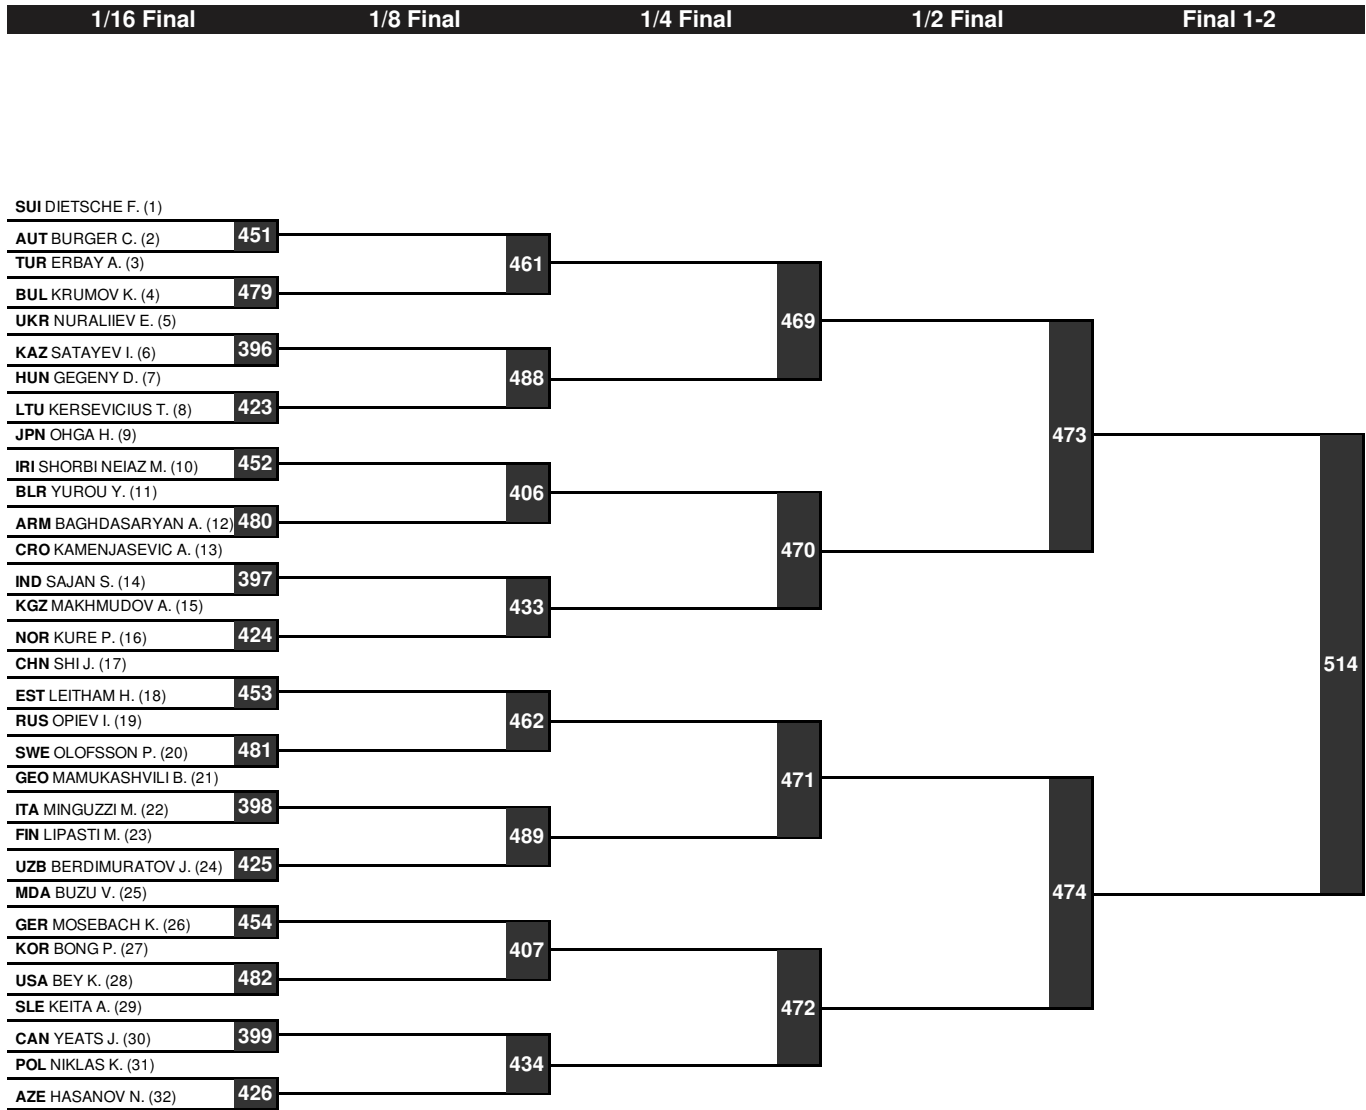 1/16 Final 1/8 Final 1/4 Final 1/2 Final Final 1-2
SUI DIETSCHE F. (1)
451
AUT BURGER C. (2)
TUR ERBAY A. (3)
461
479
BUL KRUMOV K. (4)
UKR NURALIIEV E. (5)
469
396
KAZ SATAYEV I. (6)
HUN GEGENY D. (7)
488
423
LTU KERSEVICIUS T. (8)
JPN OHGA H. (9)
473
452
IRI SHORBI NEIAZ M. (10)
BLR YUROU Y. (11)
406
480
ARM BAGHDASARYAN A. (12)
CRO KAMENJASEVIC A. (13)
470
397
IND SAJAN S. (14)
KGZ MAKHMUDOV A. (15)
433
424
NOR KURE P. (16)
CHN SHI J. (17)
514
453
EST LEITHAM H. (18)
RUS OPIEV I. (19)
462
481
SWE OLOFSSON P. (20)
GEO MAMUKASHVILI B. (21)
471
398
ITA MINGUZZI M. (22)
FIN LIPASTI M. (23)
489
425
UZB BERDIMURATOV J. (24)
MDA BUZU V. (25)
474
454
GER MOSEBACH K. (26)
KOR BONG P. (27)
407
482
USA BEY K. (28)
SLE KEITA A. (29)
472
399
CAN YEATS J. (30)
POL NIKLAS K. (31)
434
426
AZE HASANOV N. (32)